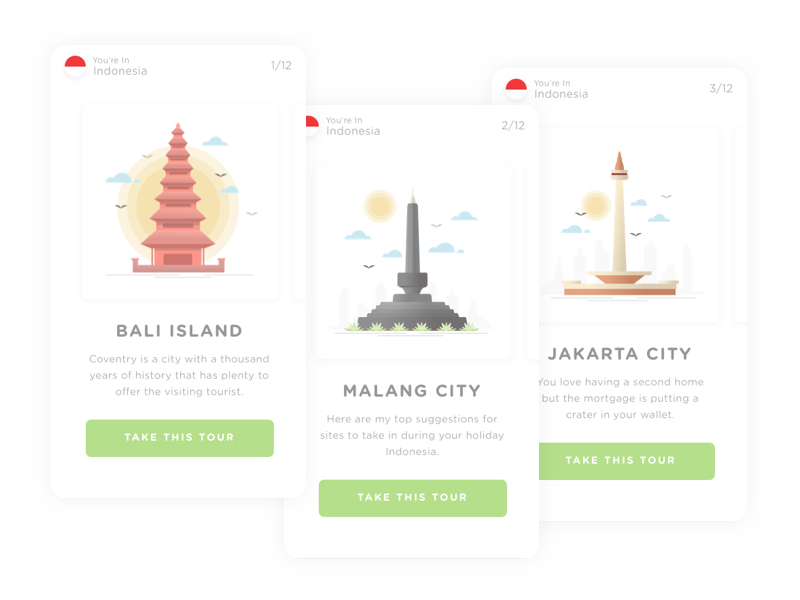 You're In
Indonesia
1/12
BALI ISLAND
Coventry is a city with a thousand
years of history that has plenty to
offer the visiting tourist.
TAKE THIS TOUR
You're In
Indonesia
2/12
MALANG CITY
Here are my top suggestions for
sites to take in during your holiday
Indonesia.
TAKE THIS TOUR
You're In
Indonesia
3/12
JAKARTA CITY
You love having a second home
but the mortgage is putting a
crater in your wallet.
TAKE THIS TOUR